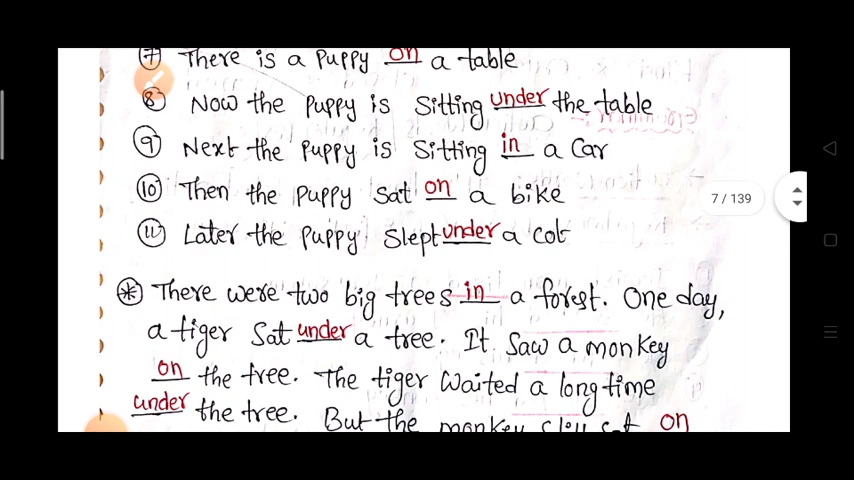 ⑦ There is a puppy on a table
⑧ Now the puppy is sitting under the table
⑨ Next the puppy is sitting in a car
7/139
⑩ Then the puppy sat on a bike
⑪ Later the puppy slept under a cot
* There were two big trees in a forest. One day,
a tiger sat under a tree. It saw a monkey
on the tree. The tiger waited a long time
under the tree. But the monkey on